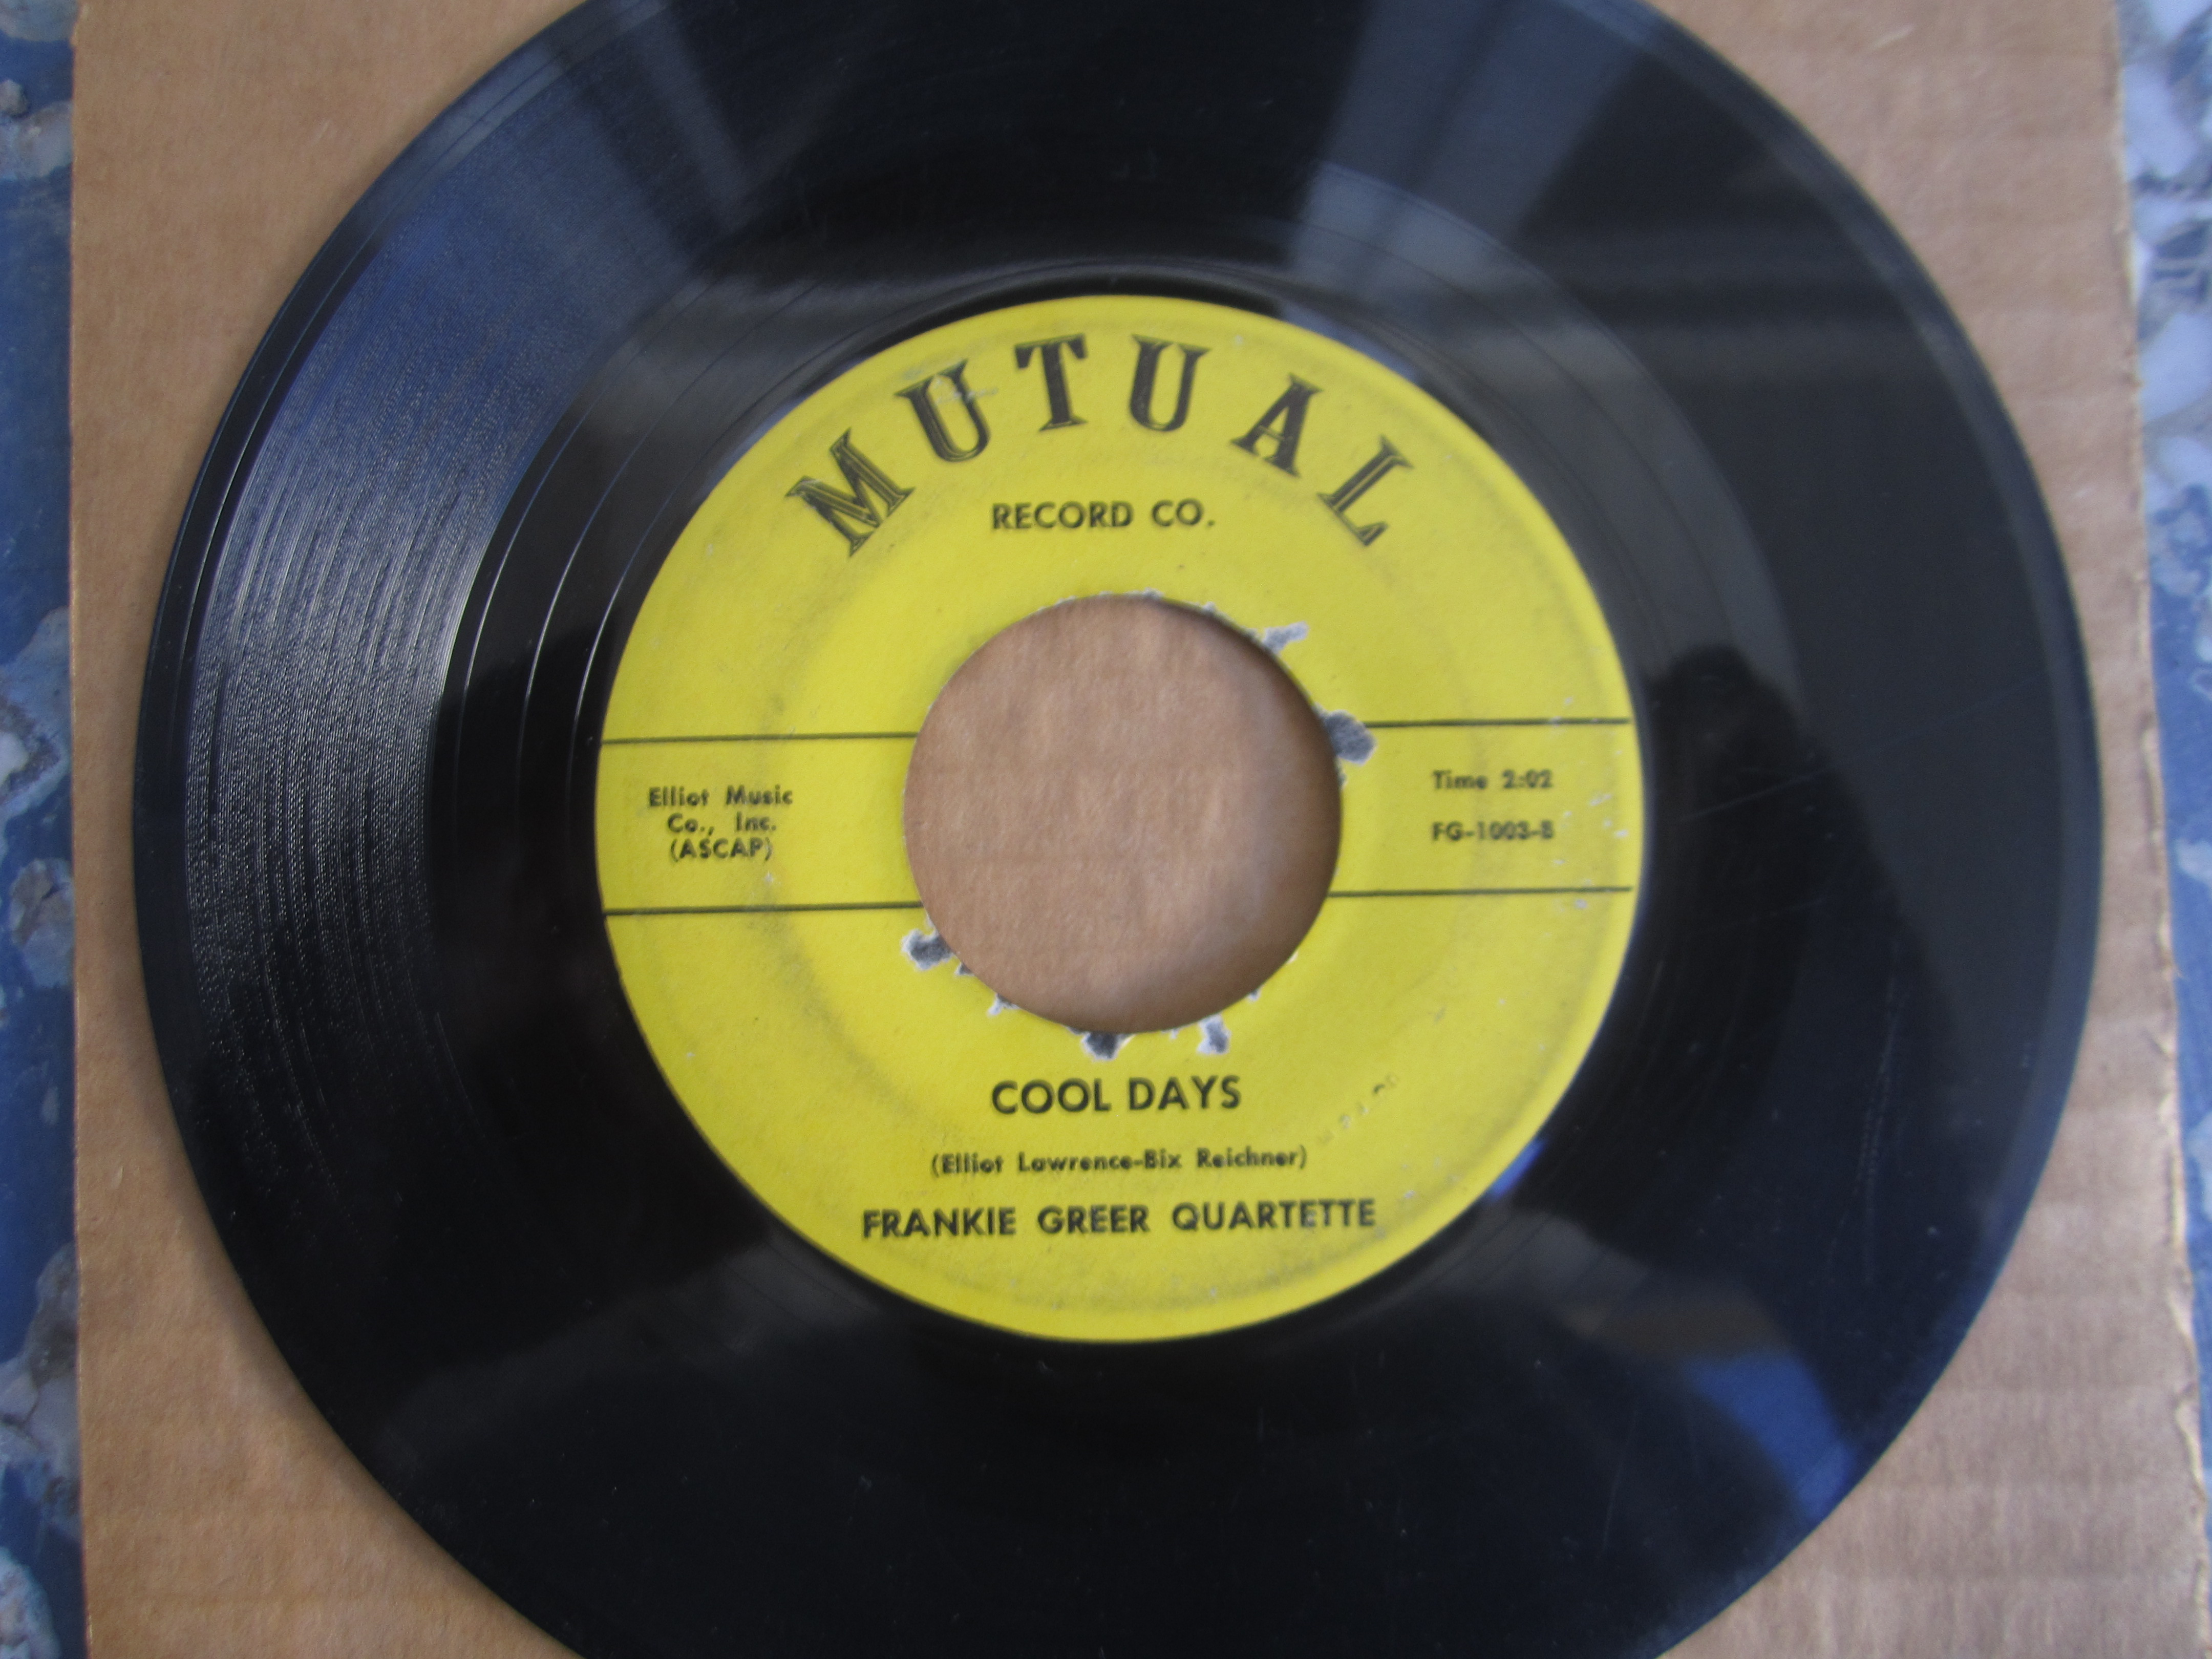 MUTUAL
RECORD CO.
Elliot Music
Co., Inc.
(ASCAP)
Time 2:02
FG-1003-B
COOL DAYS
(Elliot Lawrence-Bix Reichner)
FRANKIE GREER QUARTETTE